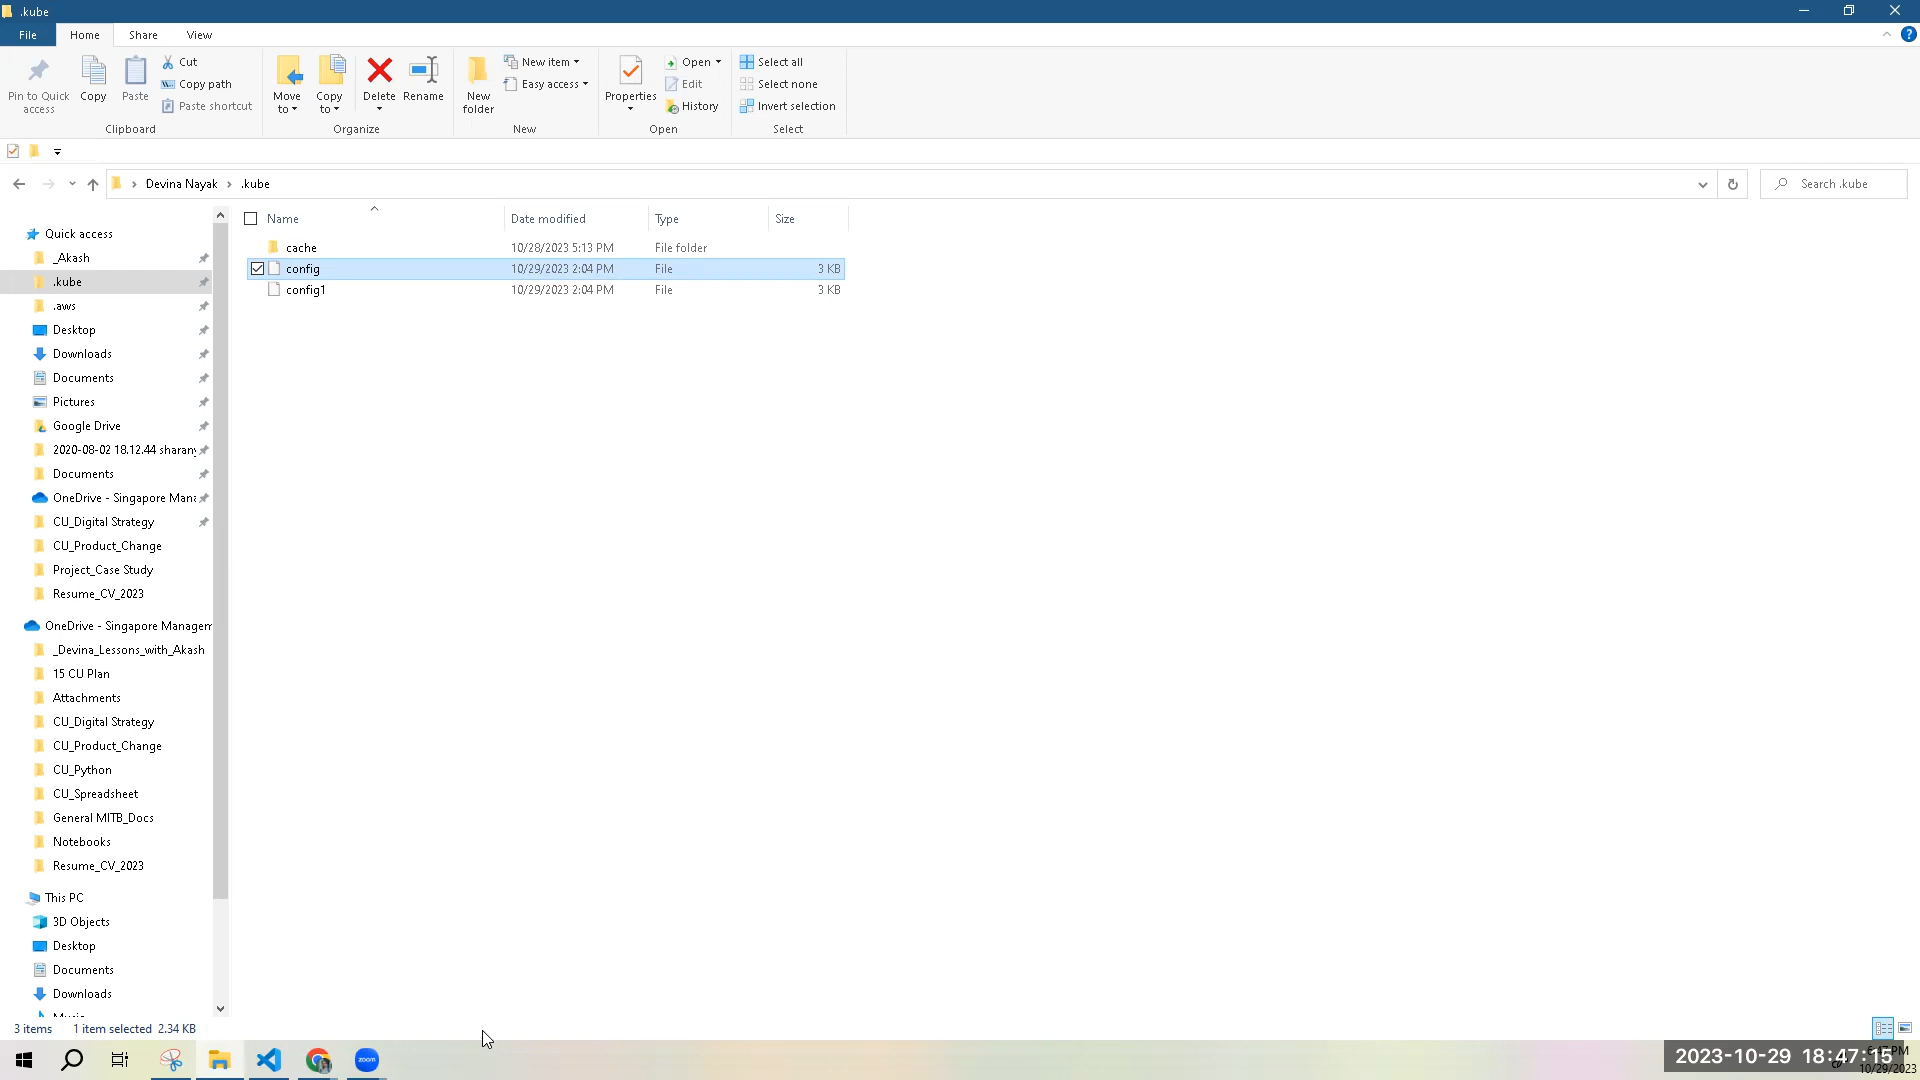 .kube
File Home Share View
Pin to Quick access
Copy
Paste
Cut
Copy path
Paste shortcut
Clipboard
Move to
Copy to
Delete
Rename
Organize
New folder
New item
Easy access
New
Properties
Open
Edit
History
Open
Select all
Select none
Invert selection
Select
Devina Nayak > .kube
Search .kube
Name Date modified Type Size
cache 10/28/2023 5:13 PM File folder
config 10/29/2023 2:04 PM File 3 KB
config1 10/29/2023 2:04 PM File 3 KB
Quick access
_Akash
.kube
.aws
Desktop
Downloads
Documents
Pictures
Google Drive
2020-08-02 18.12.44 sharany
Documents
OneDrive - Singapore Mana
CU_Digital Strategy
CU_Product_Change
Project_Case Study
Resume_CV_2023
OneDrive - Singapore Managem
_Devina_Lessons_with_Akash
15 CU Plan
Attachments
CU_Digital Strategy
CU_Product_Change
CU_Python
CU_Spreadsheet
General MITB_Docs
Notebooks
Resume_CV_2023
This PC
3D Objects
Desktop
Documents
Downloads
3 items 1 item selected 2.34 KB
zoom
2023-10-29 18:47:15
10/29/2023